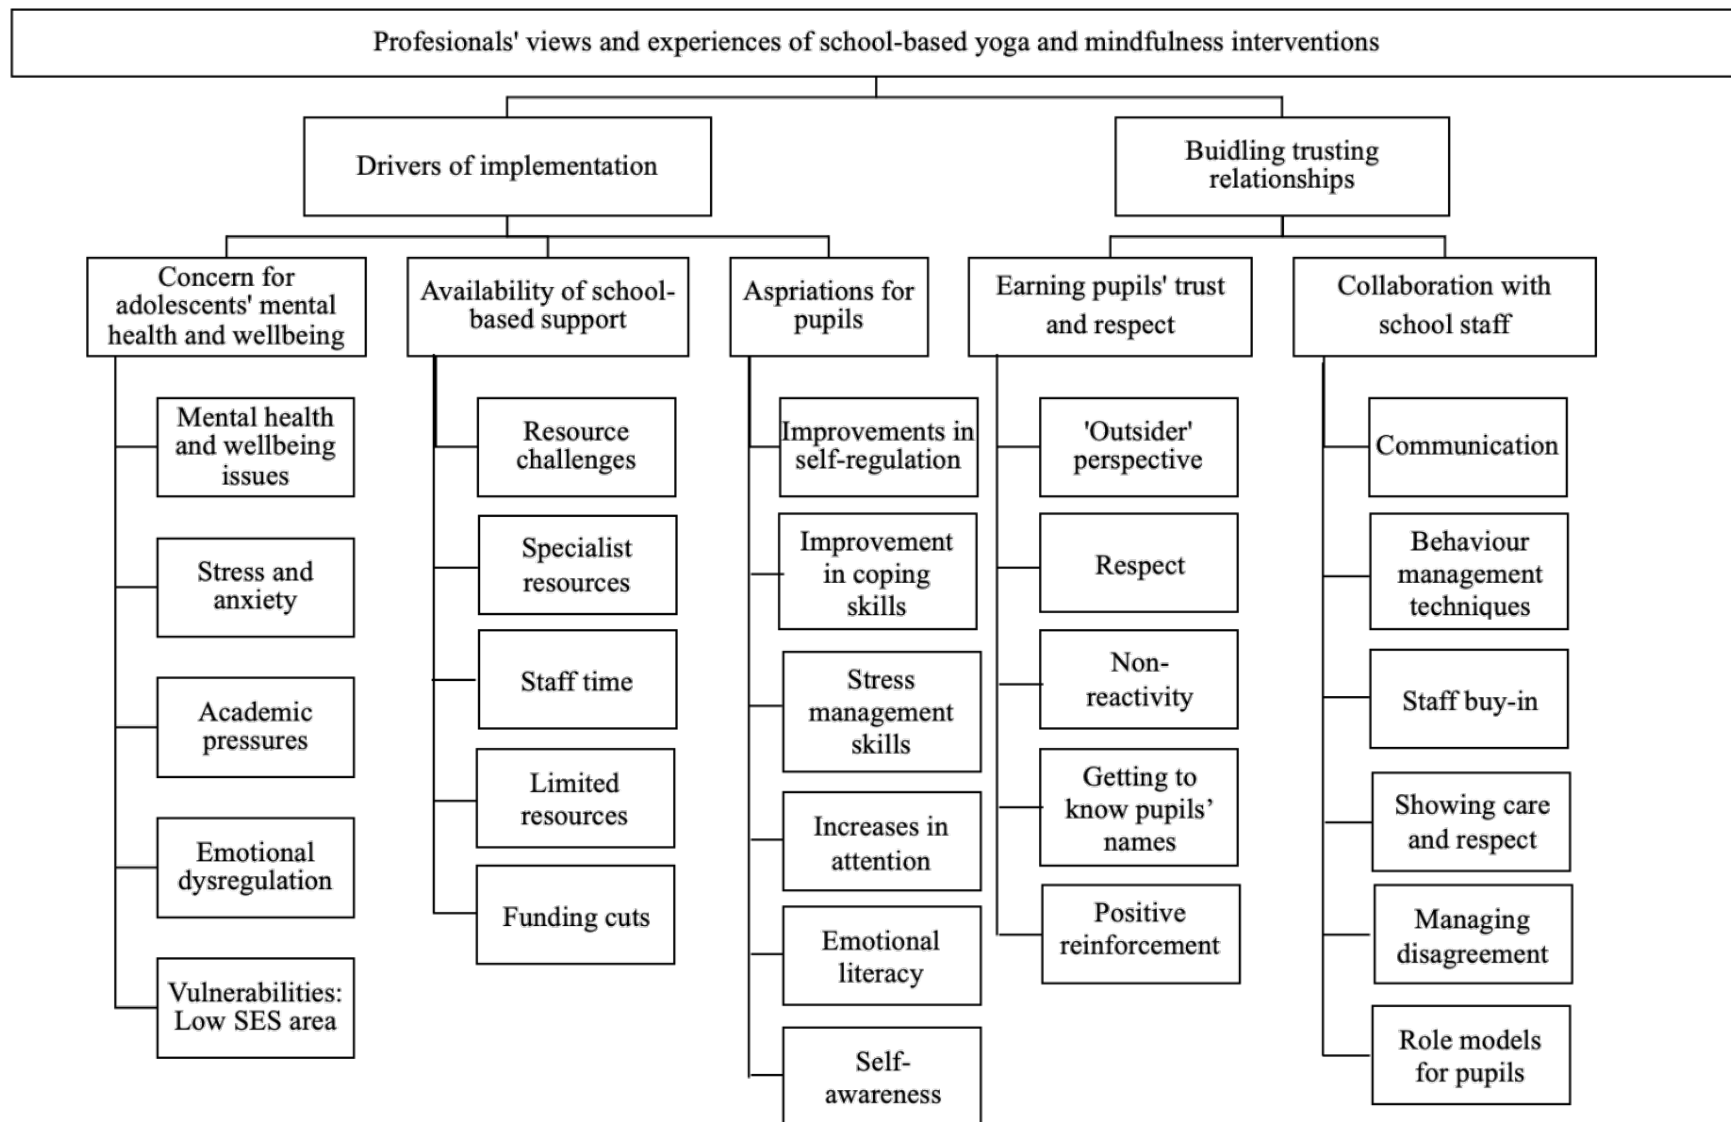 Profesionals' views and experiences of school-based yoga and mindfulness interventions
Drivers of implementation
Buidling trusting
relationships
Concern for
adolescents' mental
health and wellbeing
Availability of school-
based support
Aspriations for
pupils
Earning pupils' trust
and respect
Collaboration with
school staff
Mental health
and wellbeing
issues
Stress and
anxiety
Academic
pressures
Emotional
dysregulation
Vulnerabilities:
Low SES area
Resource
challenges
Specialist
resources
Staff time
Limited
resources
Funding cuts
Improvements in
self-regulation
Improvement
in coping
skills
Stress
management
skills
Increases in
attention
Emotional
literacy
Self-
awareness
'Outsider'
perspective
Respect
Non-
reactivity
Getting to
know pupils’
names
Positive
reinforcement
Communication
Behaviour
management
techniques
Staff buy-in
Showing care
and respect
Managing
disagreement
Role models
for pupils